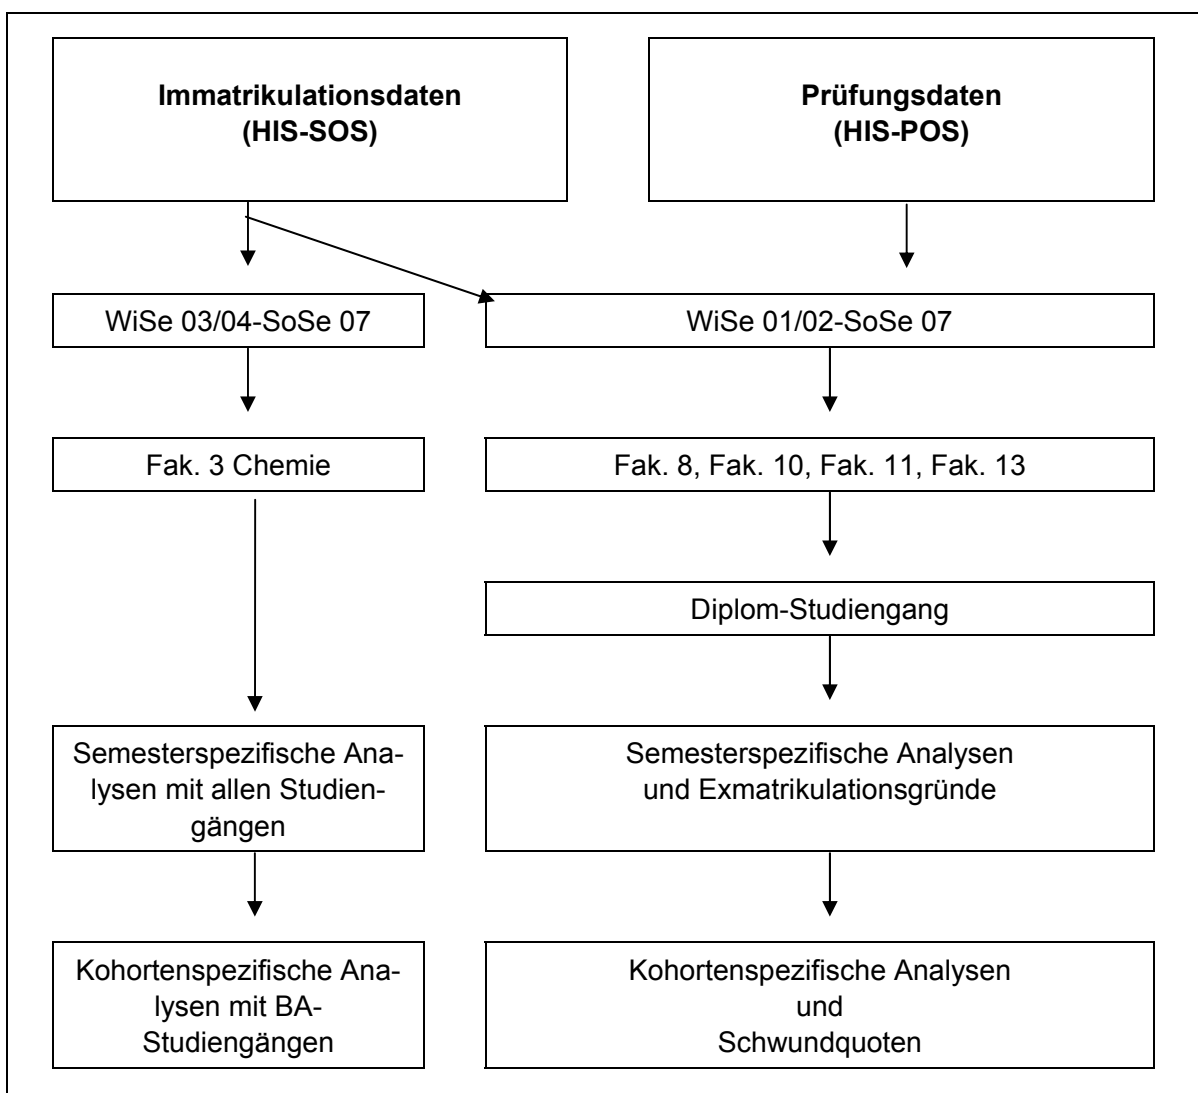 Immatrikulationsdaten
(HIS-SOS)
Prüfungsdaten
(HIS-POS)
WiSe 03/04-SoSe 07
WiSe 01/02-SoSe 07
Fak. 3 Chemie
Fak. 8, Fak. 10, Fak. 11, Fak. 13
Diplom-Studiengang
Semesterspezifische Ana-
lysen mit allen Studien-
gängen
Semesterspezifische Analysen
und Exmatrikulationsgründe
Kohortenspezifische Ana-
lysen mit BA-
Studiengängen
Kohortenspezifische Analysen
und
Schwundquoten